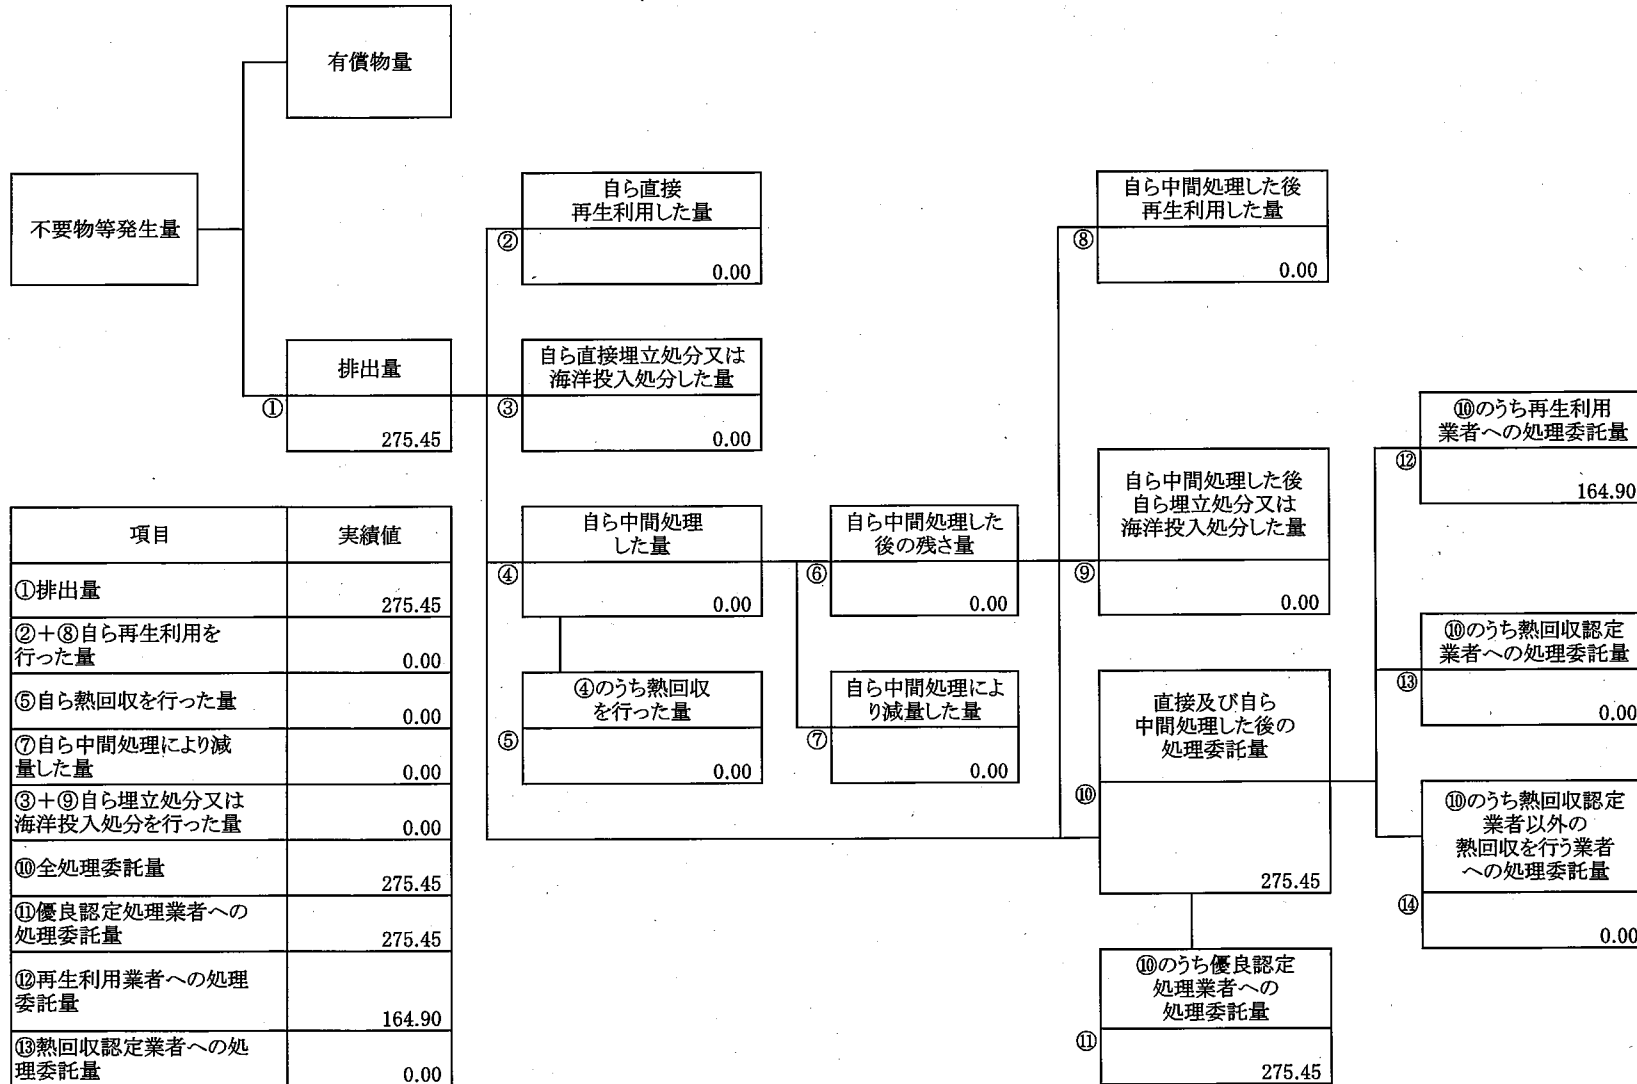 有償物量
不要物等発生量
自ら直接
再生利用した量
②
0.00
自ら中間処理した後
再生利用した量
⑧
0.00
排出量
①
275.45
自ら直接埋立処分又は
海洋投入処分した量
③
0.00
⑩のうち再生利用
業者への処理委託量
⑫
164.90
自ら中間処理した後
自ら埋立処分又は
海洋投入処分した量
⑨
0.00
自ら中間処理
した量
④
0.00
自ら中間処理した
後の残さ量
⑥
0.00
⑩のうち熱回収認定
業者への処理委託量
⑬
0.00
④のうち熱回収
を行った量
⑤
0.00
自ら中間処理によ
り減量した量
⑦
0.00
直接及び自ら
中間処理した後の
処理委託量
⑩
275.45
⑩のうち熱回収認定
業者以外の
熱回収を行う業者
への処理委託量
⑭
0.00
⑩のうち優良認定
処理業者への
処理委託量
⑪
275.45
項目 実績値
①排出量 275.45
②+⑧自ら再生利用を
行った量 0.00
⑤自ら熱回収を行った量 0.00
⑦自ら中間処理により減
量した量 0.00
③+⑨自ら埋立処分又は
海洋投入処分を行った量 0.00
⑩全処理委託量 275.45
⑪優良認定処理業者への
処理委託量 275.45
⑫再生利用業者への処理
委託量 164.90
⑬熱回収認定業者への処
理委託量 0.00